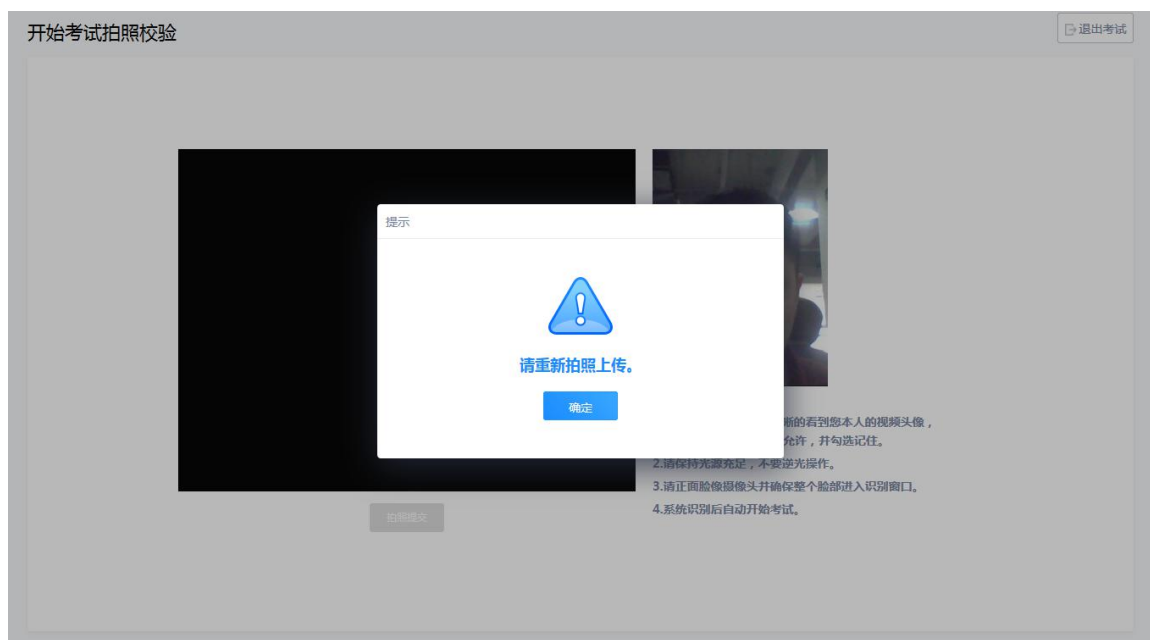 开始考试拍照校验
退出考试
提示
请重新拍照上传。
确定
晰的看到您本人的视频头像，
允许，并勾选记住。
2.请保持光源充足，不要逆光操作。
3.请正面脸像摄像头并确保整个脸部进入识别窗口。
4.系统识别后自动开始考试。
拍照提交